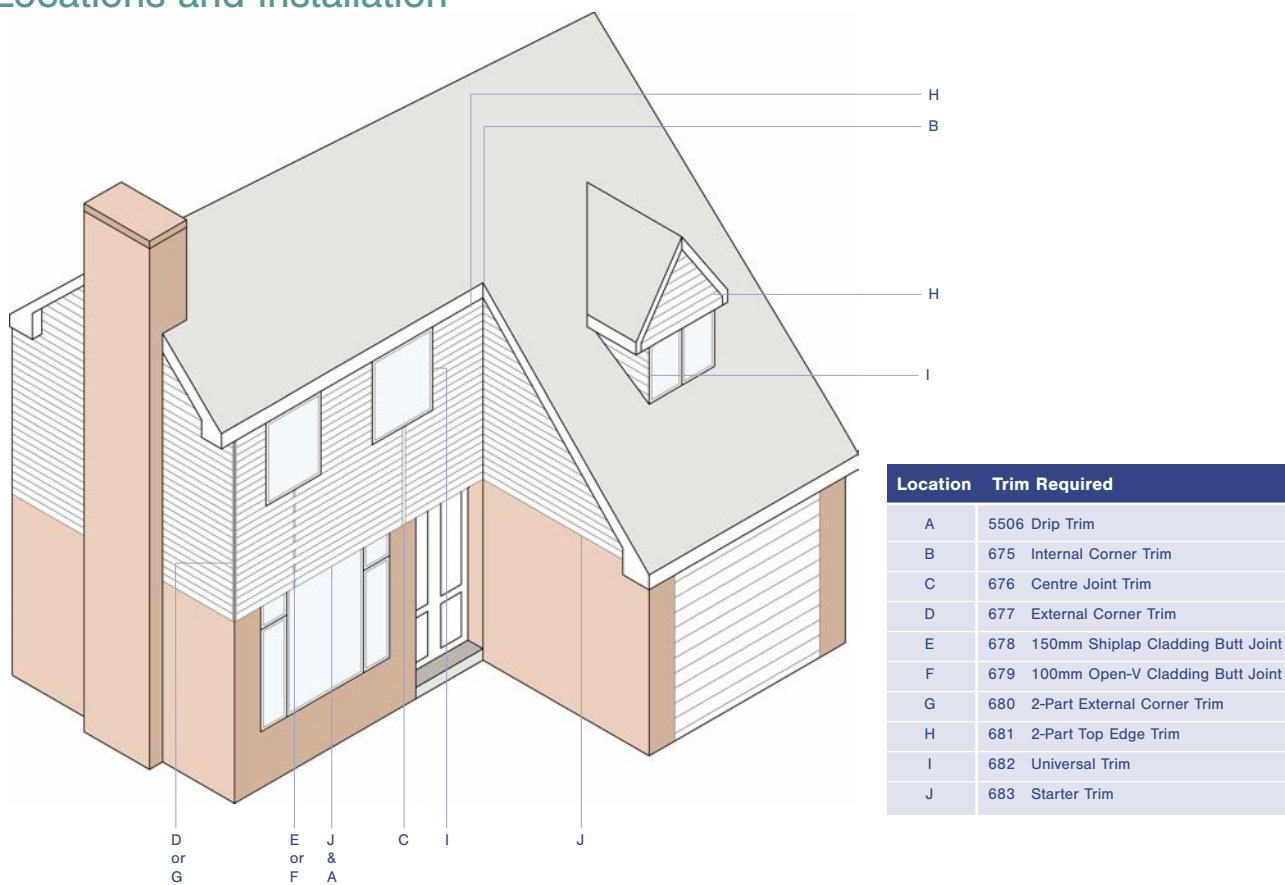 Locations and Installation
H
B
H
I
Location Trim Required
A 5506 Drip Trim
B 675 Internal Corner Trim
C 676 Centre Joint Trim
D 677 External Corner Trim
E 678 150mm Shiplap Cladding Butt Joint
F 679 100mm Open-V Cladding Butt Joint
G 680 2-Part External Corner Trim
H 681 2-Part Top Edge Trim
I 682 Universal Trim
J 683 Starter Trim
D E J C I J
or or &
G F A